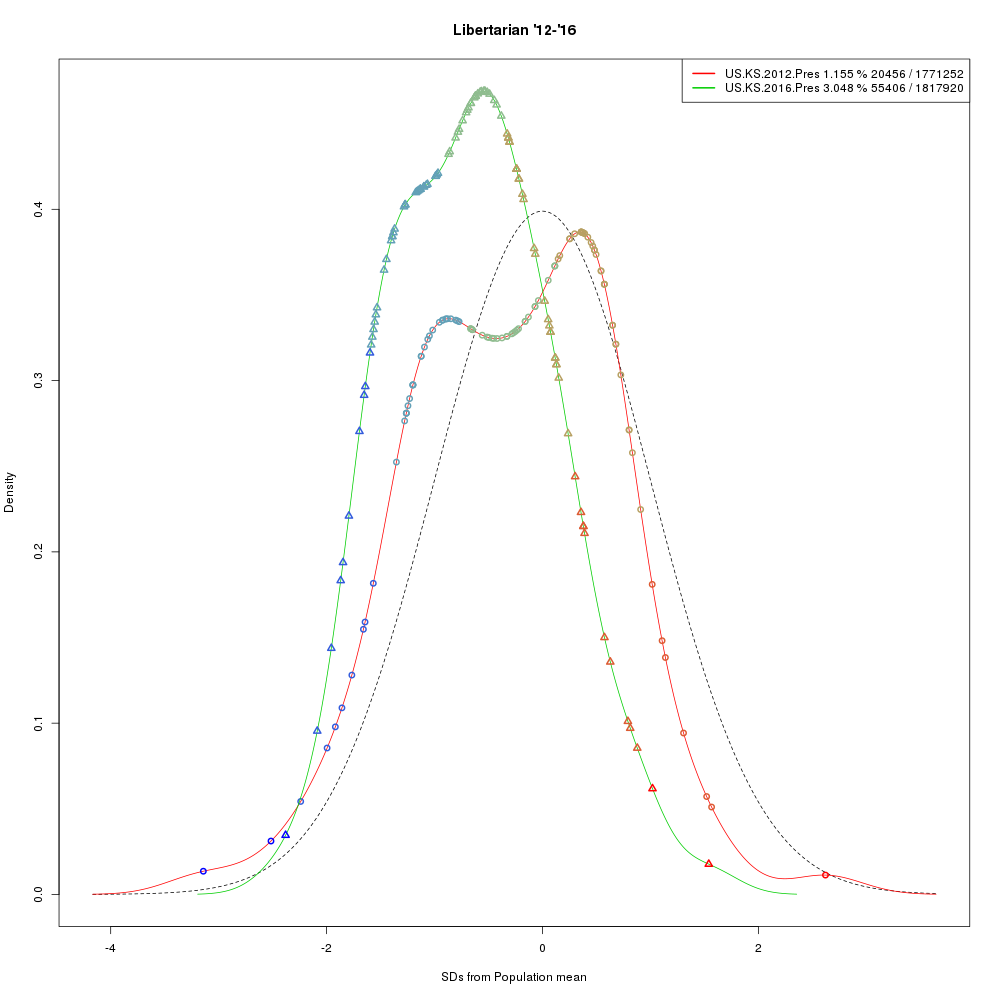 Libertarian '12-'16
US.KS.2012.Pres 1.155 % 20456 / 1771252
US.KS.2016.Pres 3.048 % 55406 / 1817920
Density
0.4
0.3
0.2
0.1
0.0
-4 -2 0 2
SDs from Population mean